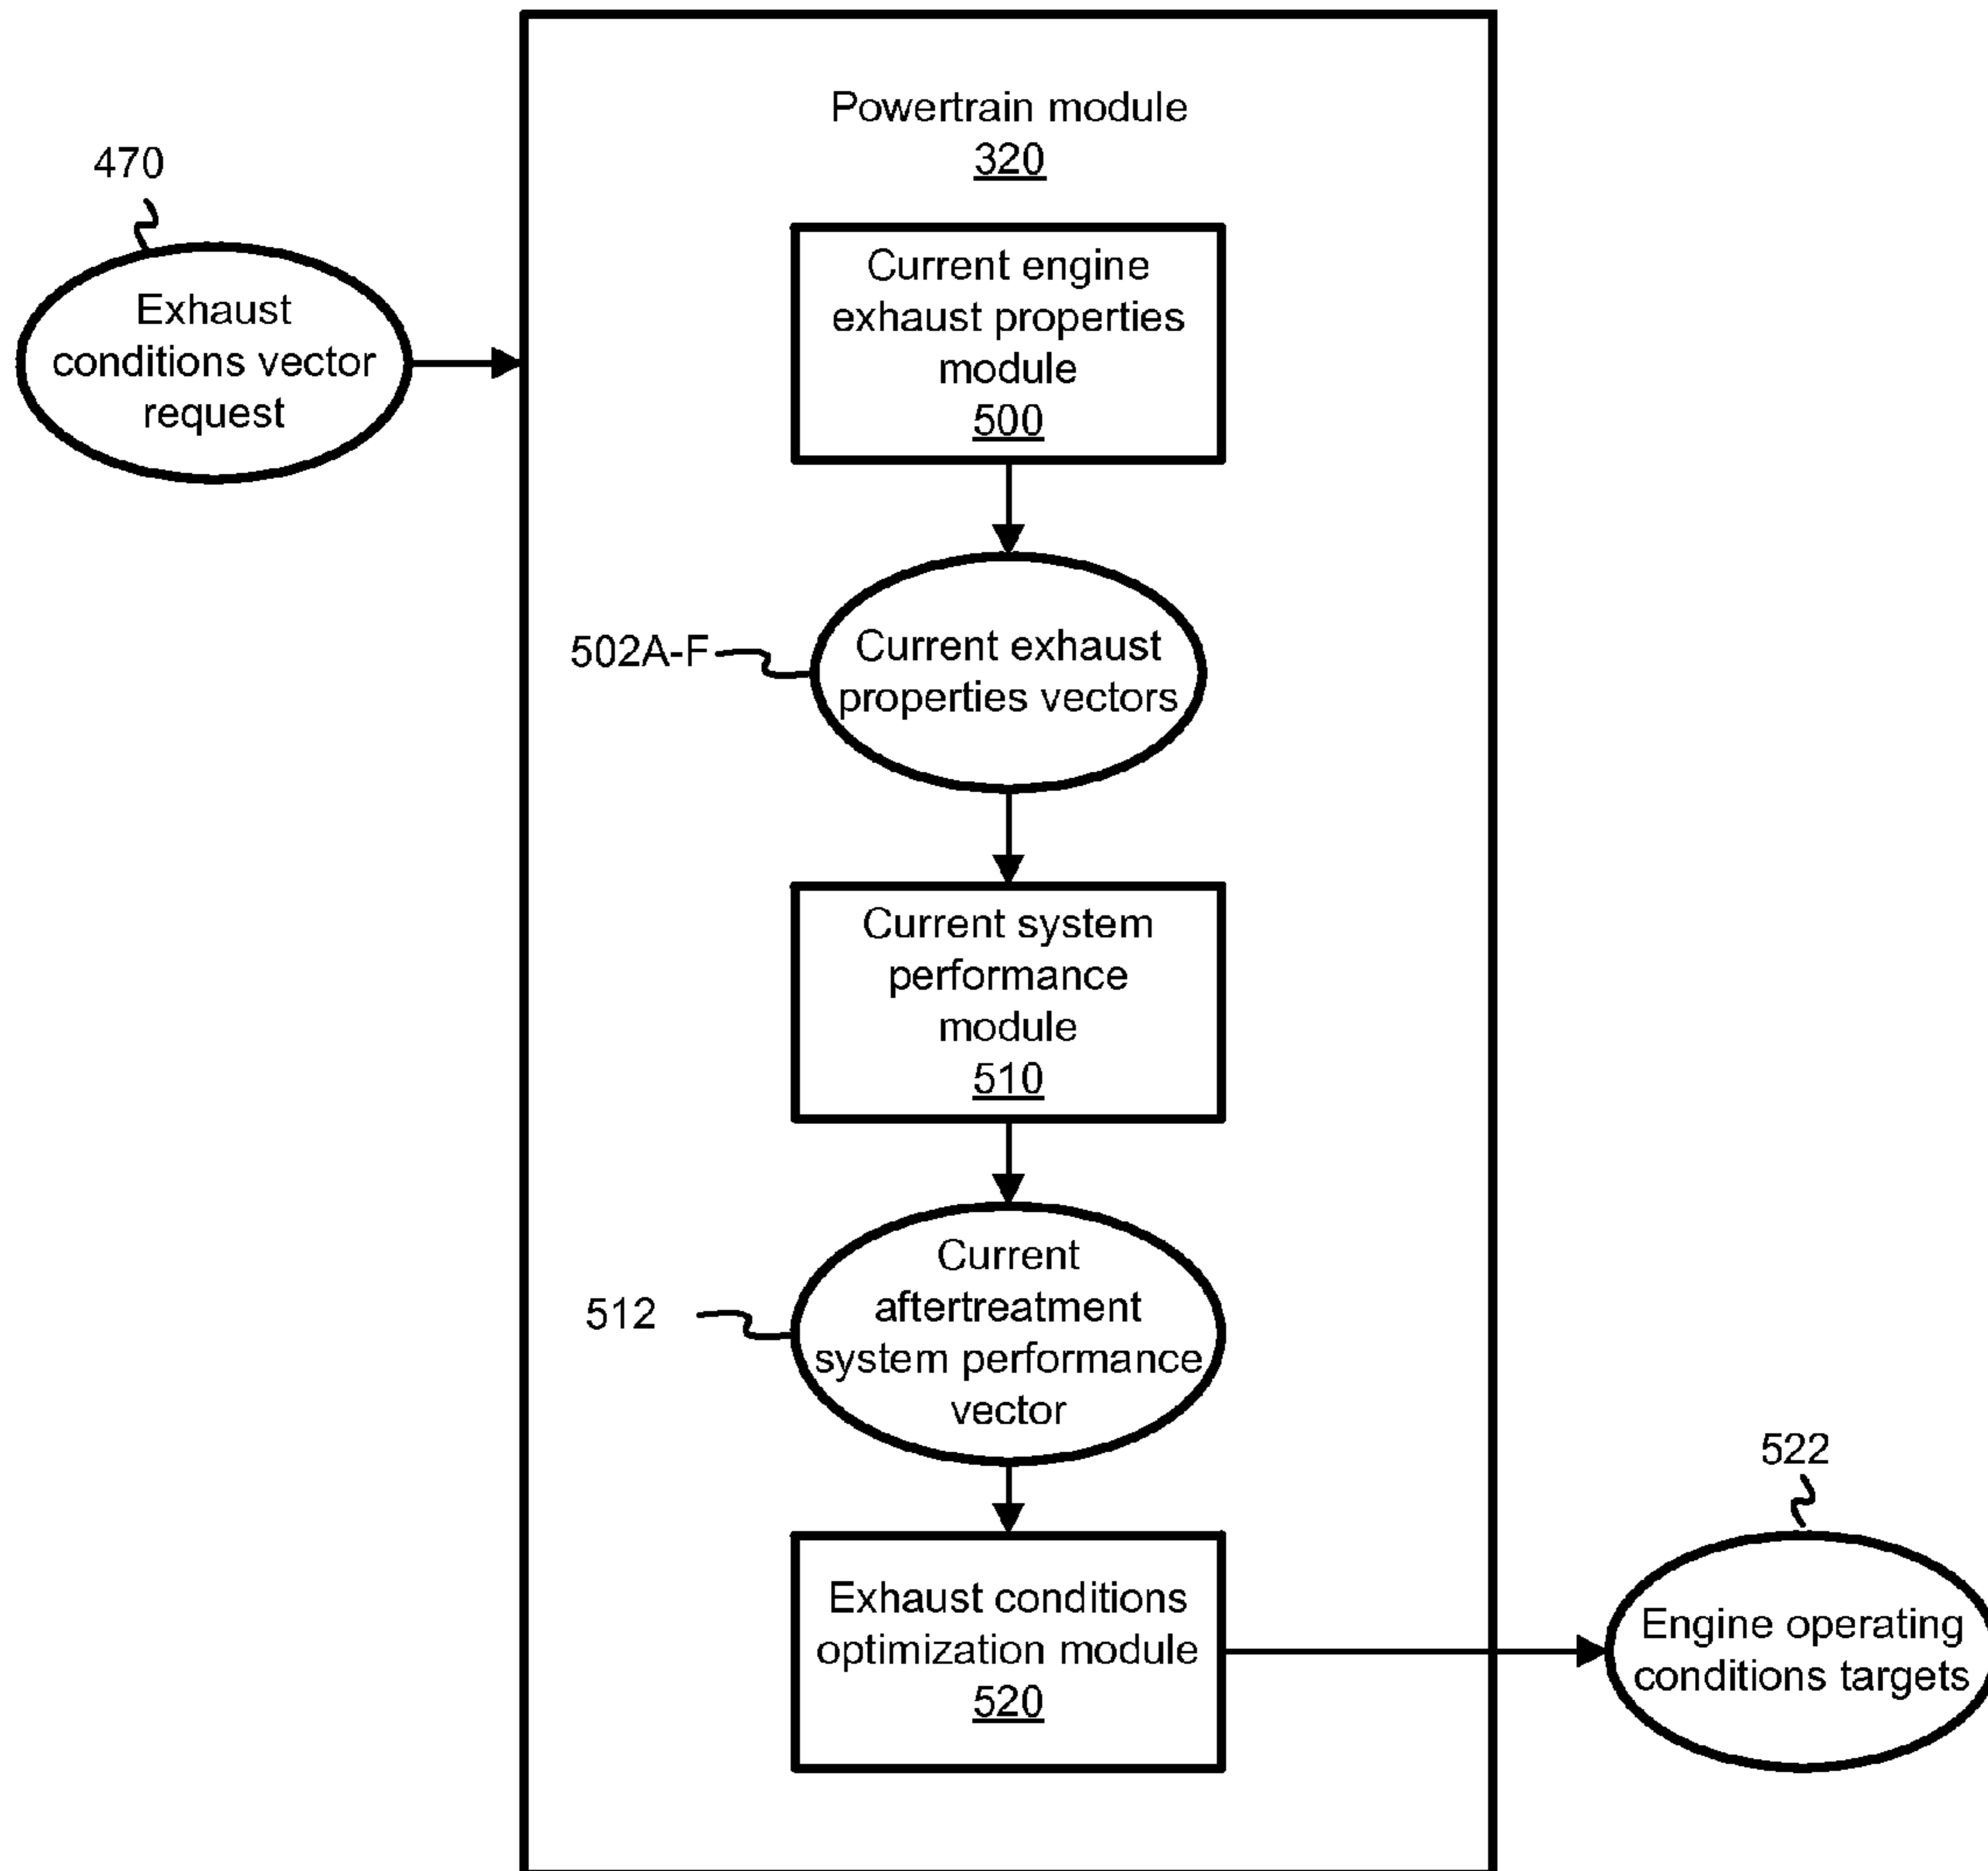 Powertrain module
320
470
Exhaust
conditions vector
request
Current engine
exhaust properties
module
500
502A-F
Current exhaust
properties vectors
Current system
performance
module
510
512
Current
aftertreatment
system performance
vector
Exhaust conditions
optimization module
520
522
Engine operating
conditions targets